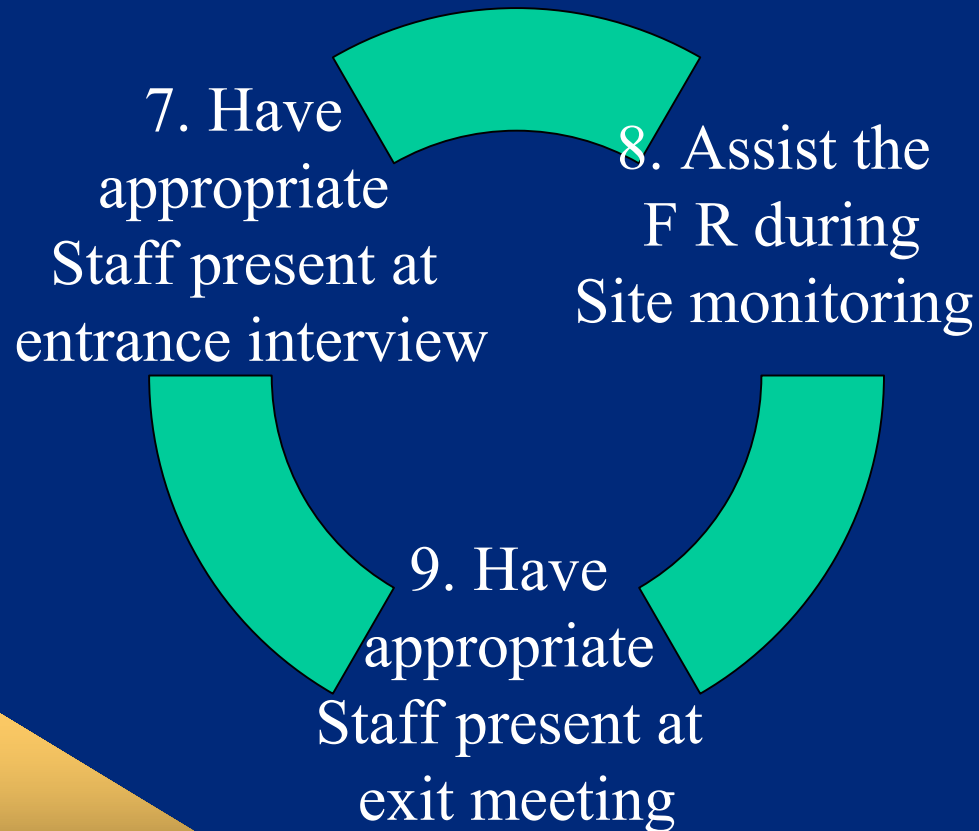 7. Have
appropriate
Staff present at
entrance interview
8. Assist the
F R during
Site monitoring
9. Have
appropriate
Staff present at
exit meeting